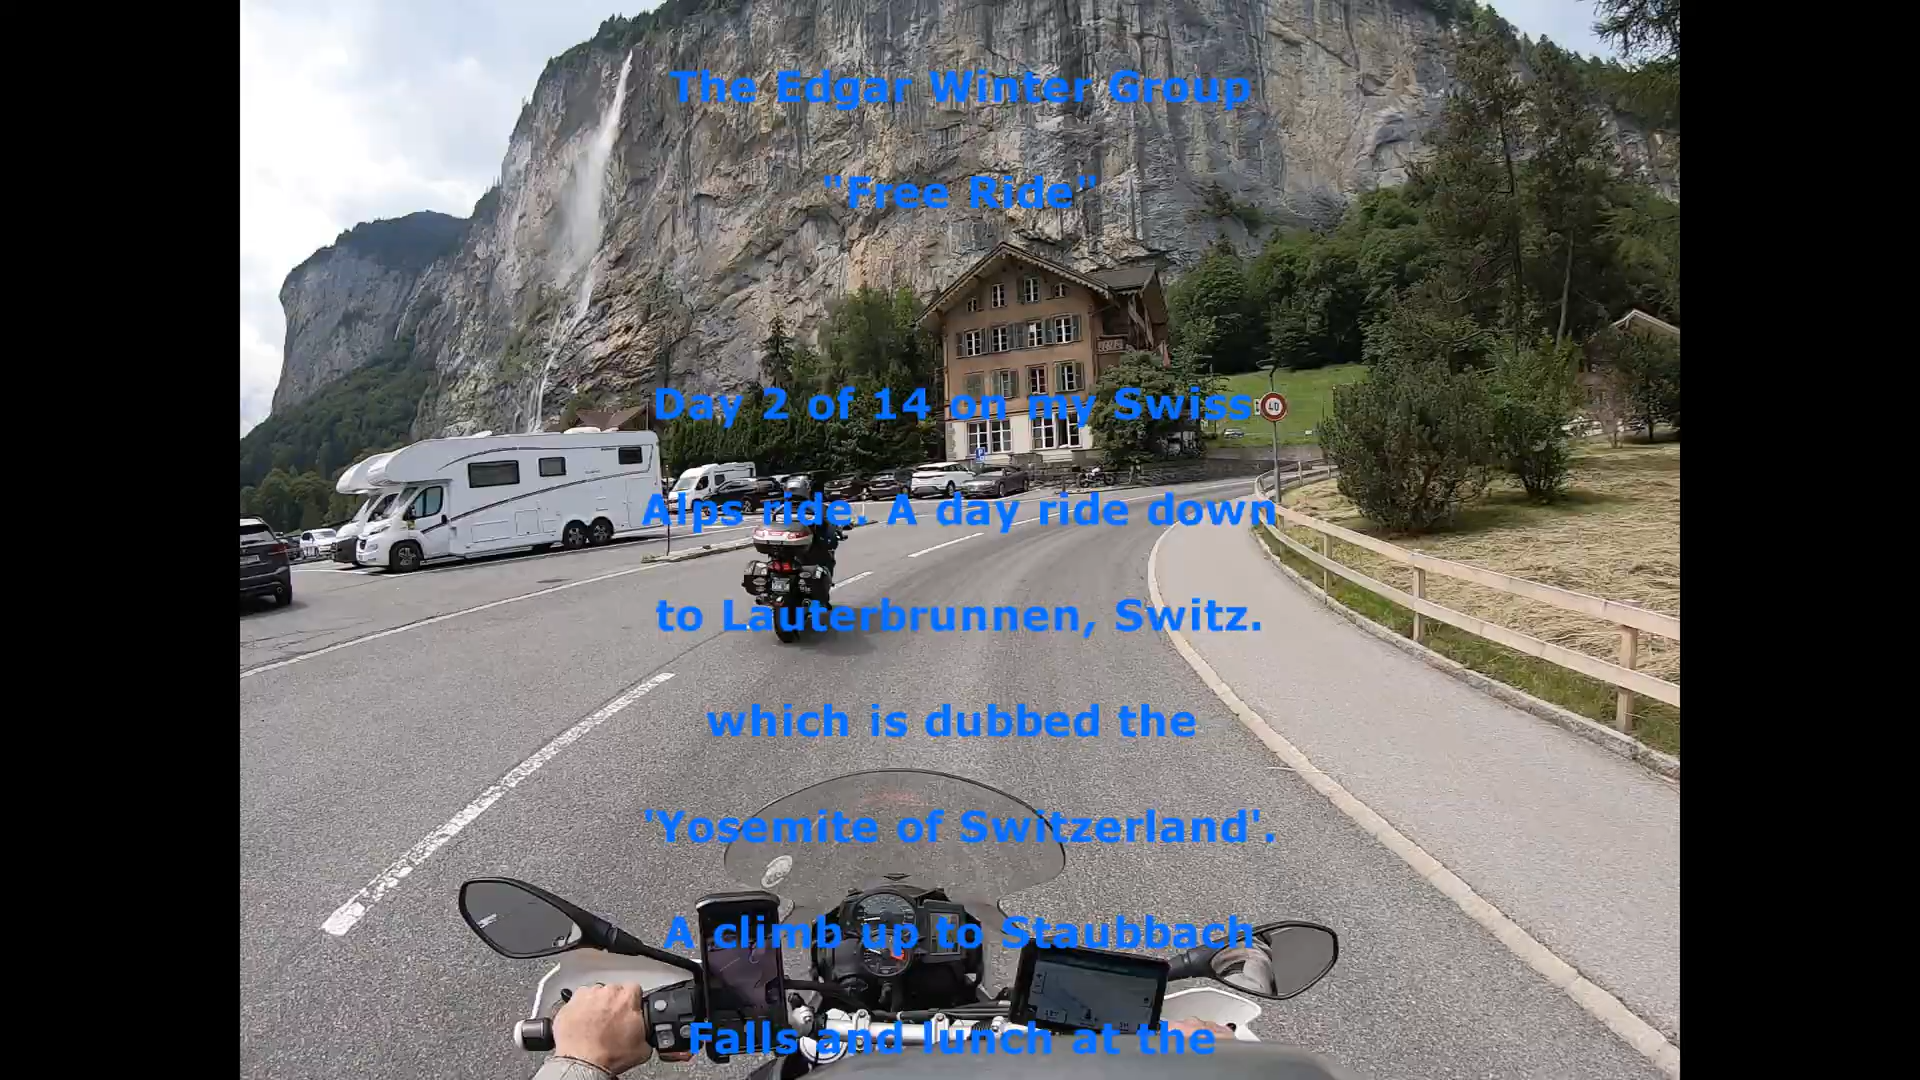 The Edgar Winter Group
"Free Ride"
Day 2 of 14 on my Swiss
Alps ride. A day ride down
to Lauterbrunnen, Switz.
which is dubbed the
'Yosemite of Switzerland'.
A climb up to Staubbach
Falls and lunch at the
40
P